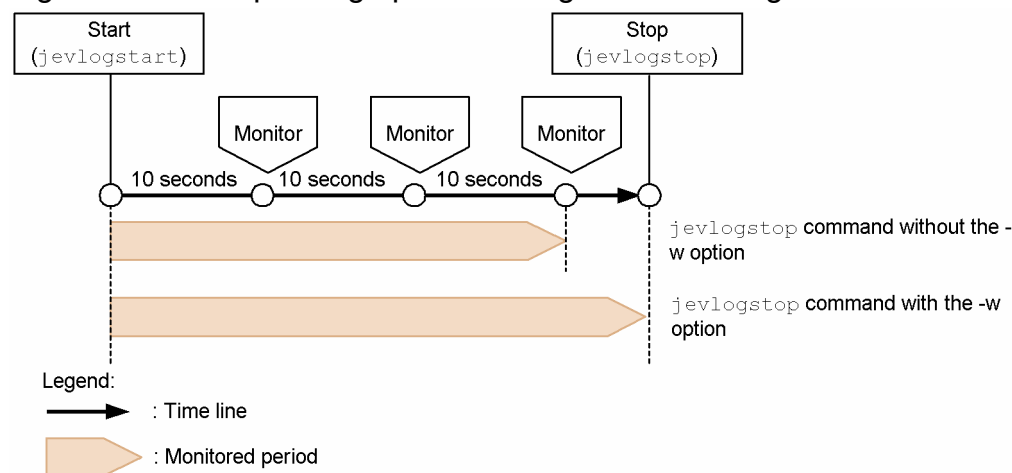 Start
(jevlogstart)
Stop
(jevlogstop)
Monitor
Monitor
Monitor
10 seconds
10 seconds
10 seconds
jevlogstop command without the -
w option
jevlogstop command with the -w
option
Legend:
: Time line
: Monitored period